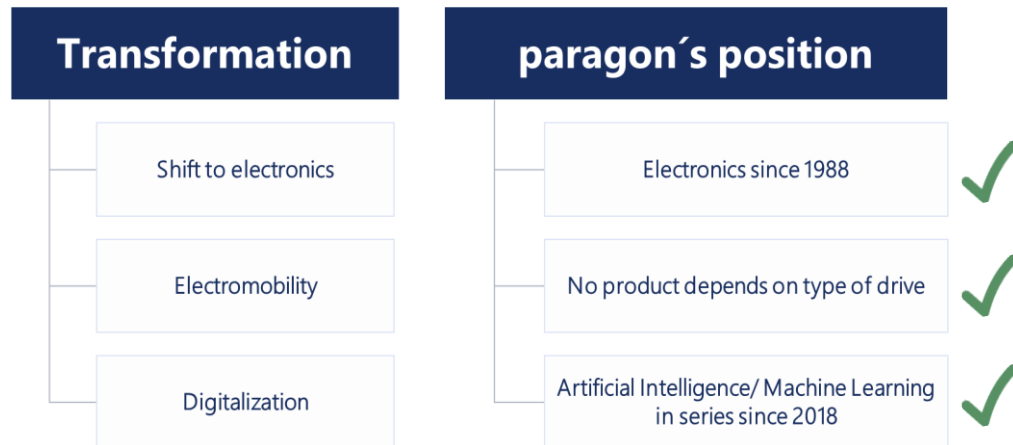 Transformation
Shift to electronics
Electromobility
Digitalization
paragon´s position
Electronics since 1988
No product depends on type of drive
Artificial Intelligence/ Machine Learning
in series since 2018